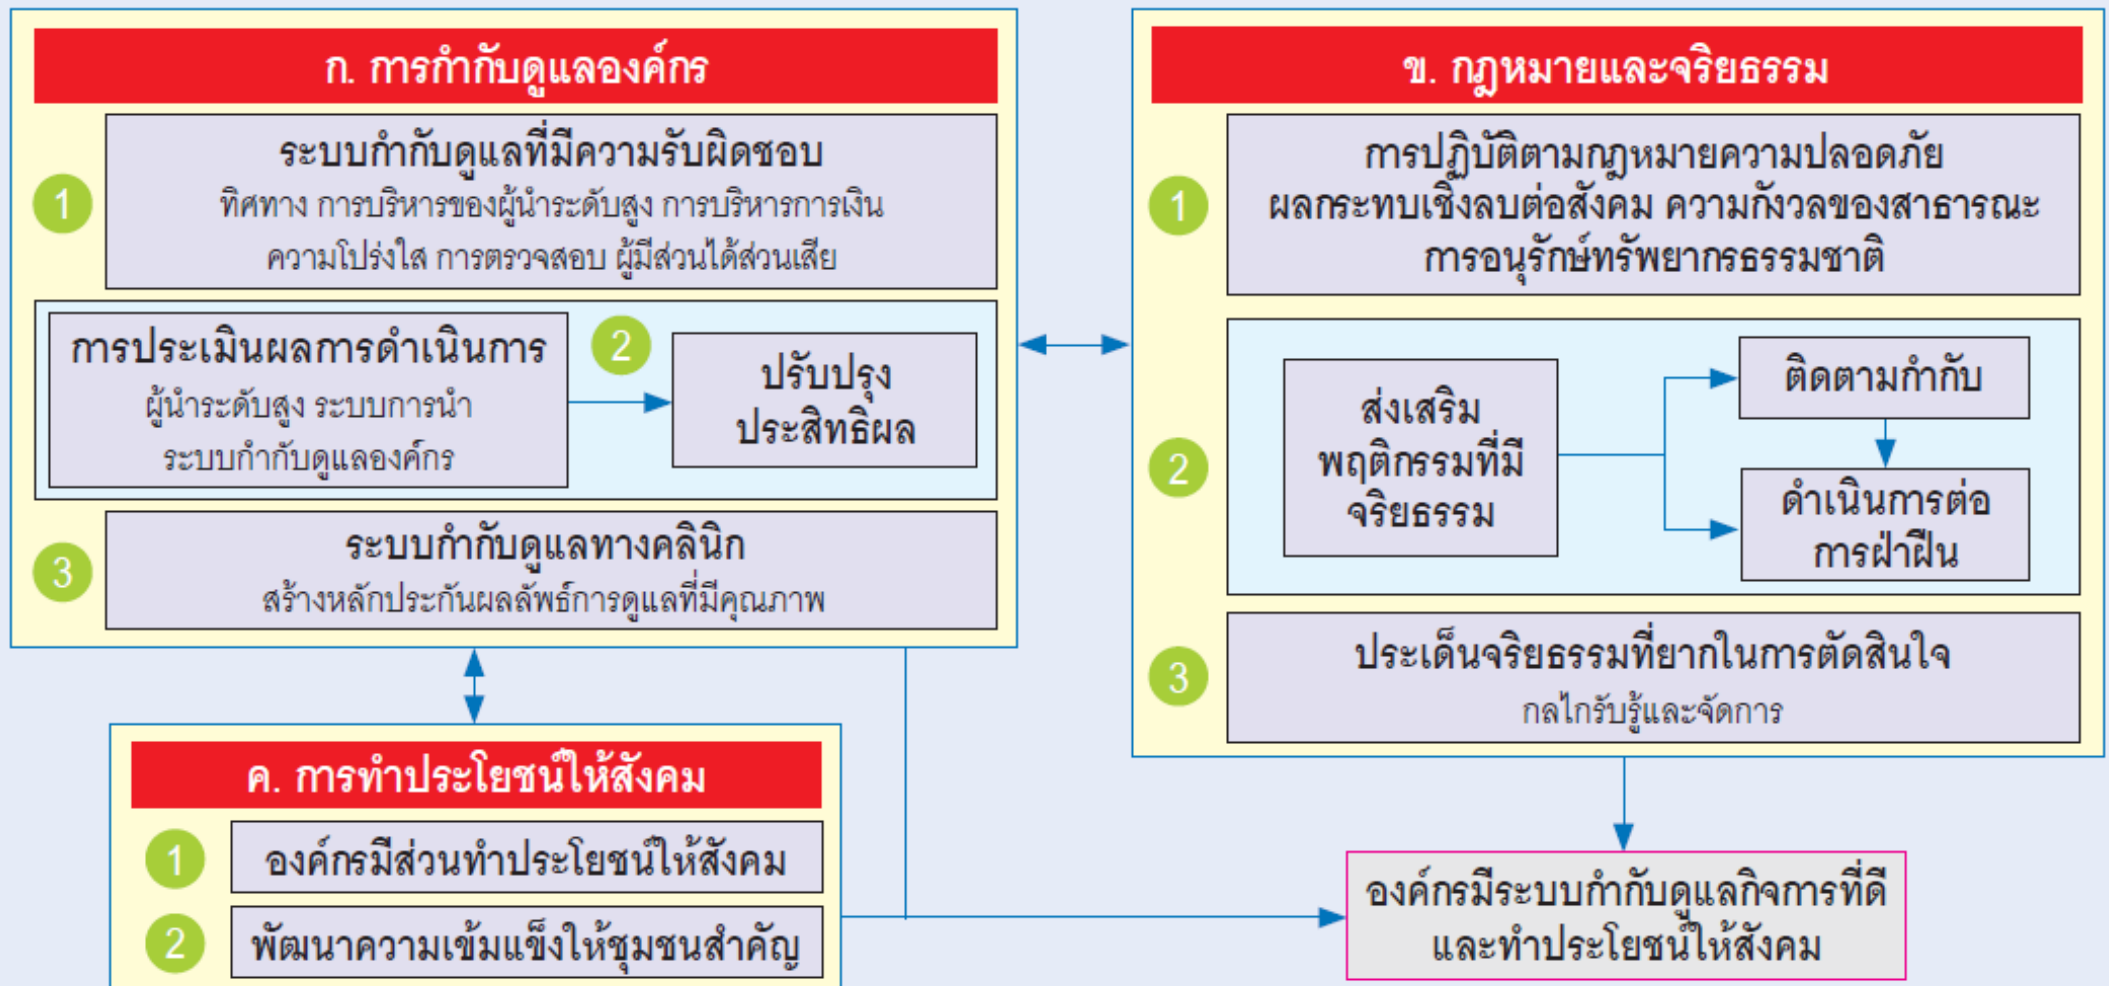 ก. การกำกับดูแลองค์กร
1
ระบบกำกับดูแลที่มีความรับผิดชอบ
ทิศทาง การบริหารของผู้นำระดับสูง การบริหารการเงิน
ความโปร่งใส การตรวจสอบ ผู้มีส่วนได้ส่วนเสีย
การประเมินผลการดำเนินการ
ผู้นำระดับสูง ระบบการนำ
ระบบกำกับดูแลองค์กร
2
ปรับปรุง
ประสิทธิผล
3
ระบบกำกับดูแลทางคลินิก
สร้างหลักประกันผลลัพธ์การดูแลที่มีคุณภาพ
ข. กฎหมายและจริยธรรม
1
การปฏิบัติตามกฎหมายความปลอดภัย
ผลกระทบเชิงลบต่อสังคม ความกังวลของสาธารณะ
การอนุรักษ์ทรัพยากรธรรมชาติ
2
ส่งเสริม
พฤติกรรมที่มี
จริยธรรม
ติดตามกำกับ
ดำเนินการต่อ
การฝ่าฝืน
3
ประเด็นจริยธรรมที่ยากในการตัดสินใจ
กลไกรับรู้และจัดการ
ค. การทำประโยชน์ให้สังคม
1
องค์กรมีส่วนทำประโยชน์ให้สังคม
2
พัฒนาความเข้มแข็งให้ชุมชนสำคัญ
องค์กรมีระบบกำกับดูแลกิจการที่ดี
และทำประโยชน์ให้สังคม